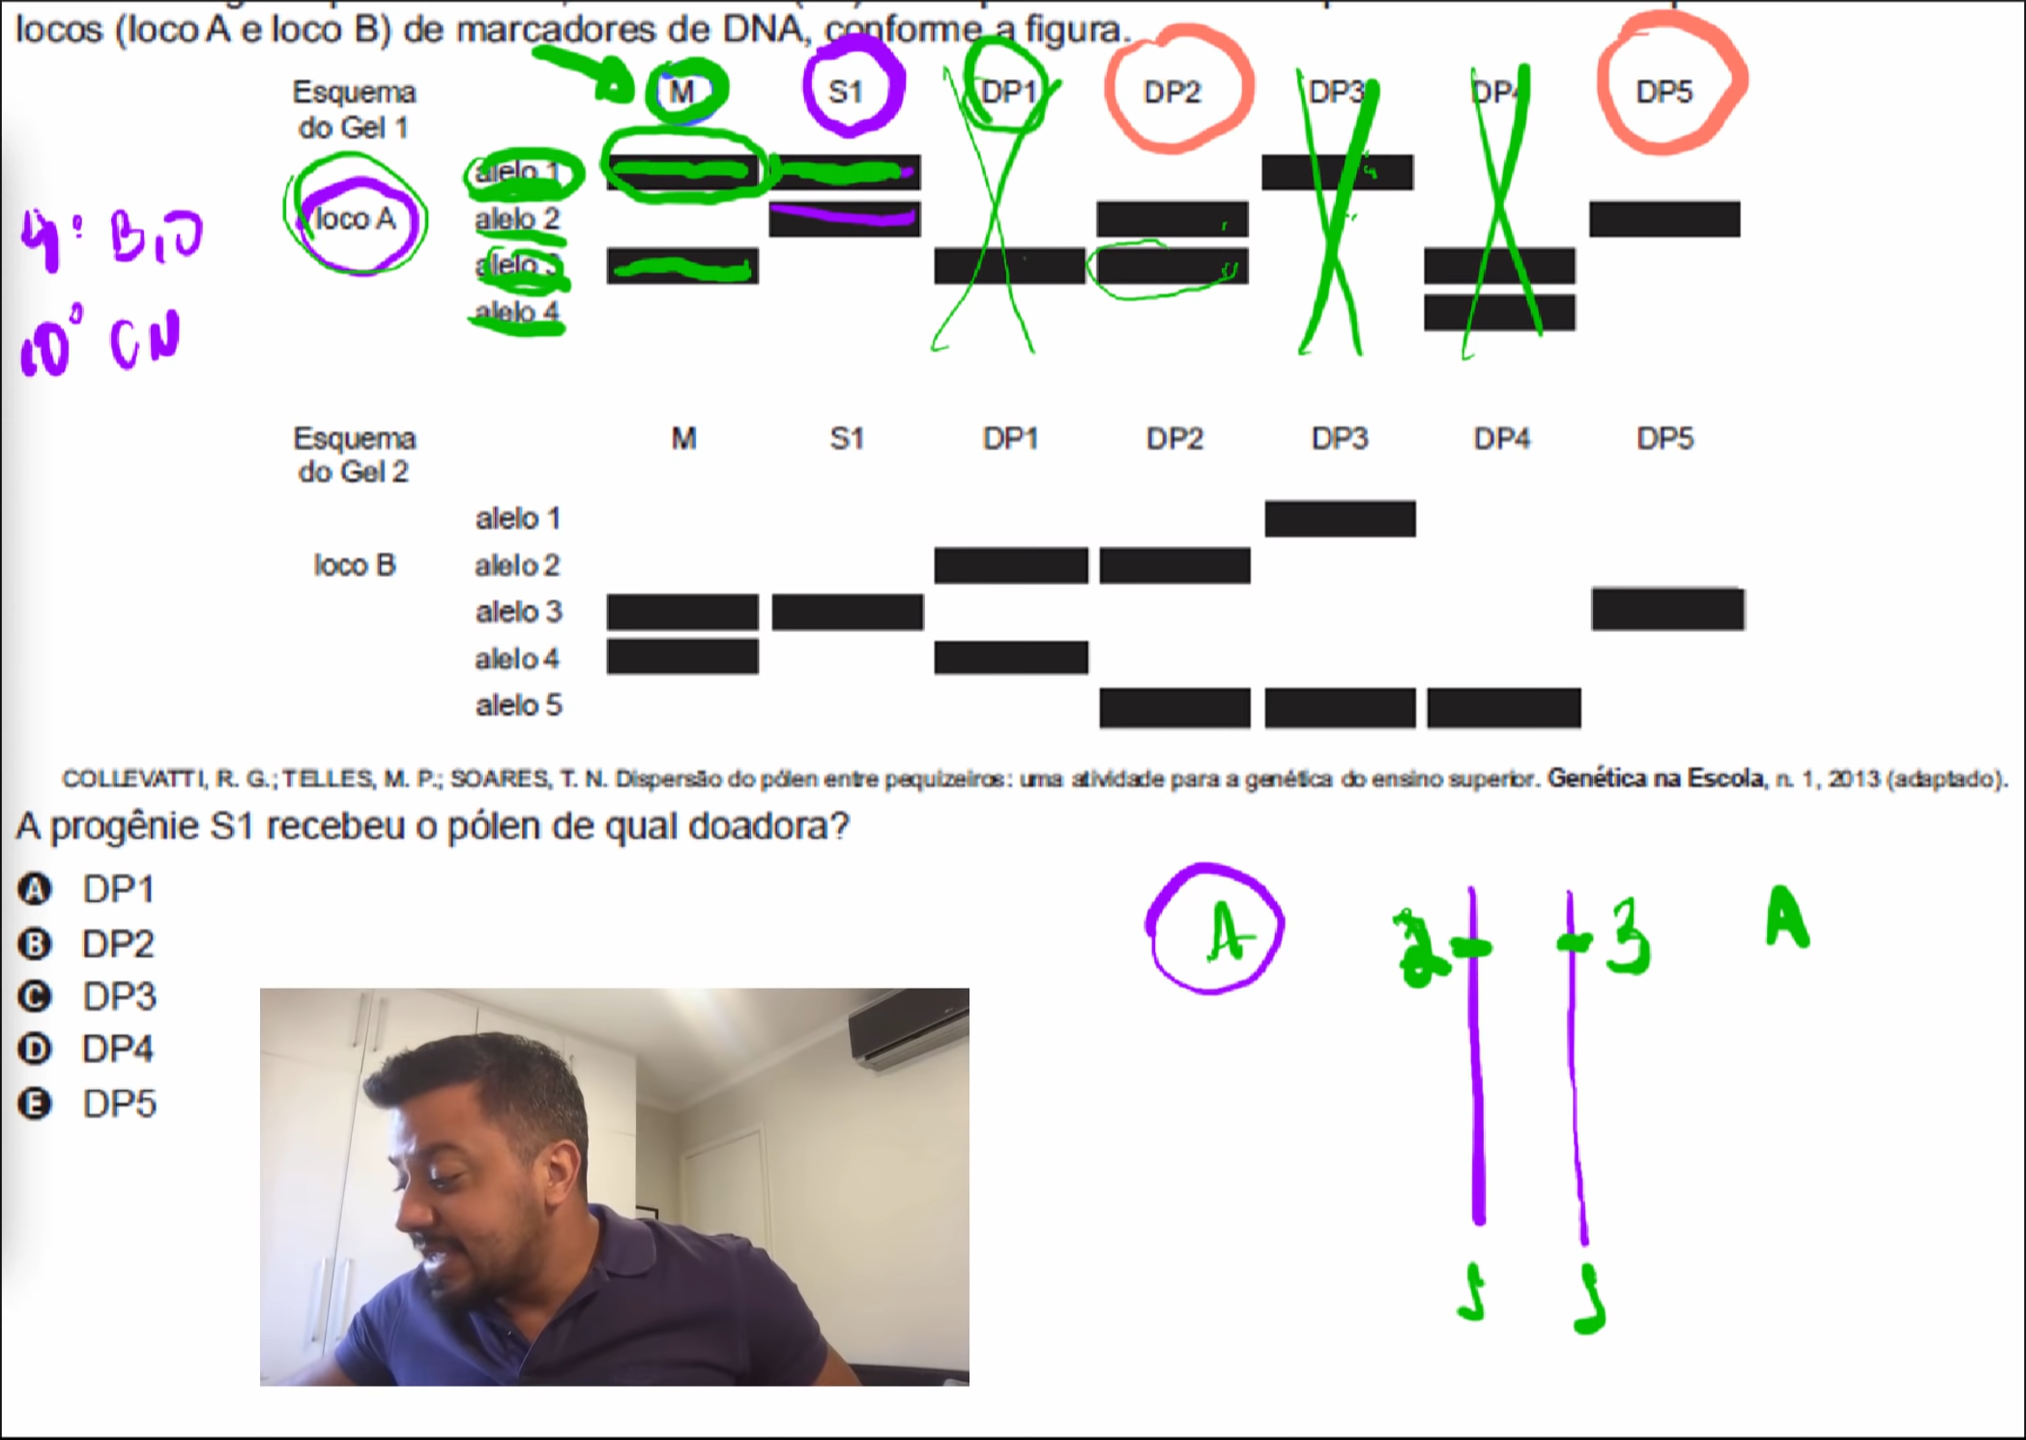 locos (loco A e loco B) de marcadores de DNA, conforme a figura.
Esquema do Gel 1 M S1 DP1 DP2 DP3 DP4 DP5
alelo 1
loco A alelo 2
alelo 3
alelo 4
4º BIO
10º CN
Esquema do Gel 2 M S1 DP1 DP2 DP3 DP4 DP5
alelo 1
loco B alelo 2
alelo 3
alelo 4
alelo 5
COLLEVATTI, R. G.; TELLES, M. P.; SOARES, T. N. Dispersão do pólen entre pequizeiros: uma atividade para a genética do ensino superior. Genética na Escola, n. 1, 2013 (adaptado).
A progênie S1 recebeu o pólen de qual doadora?
A DP1
B DP2
C DP3
D DP4
E DP5
A 2 3 A